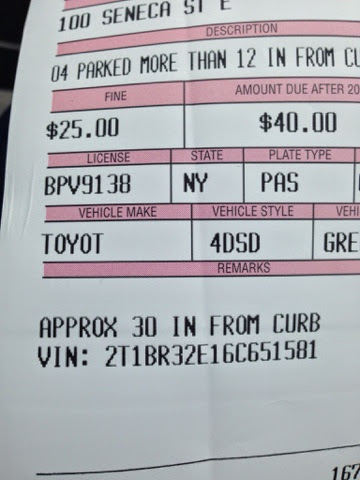 100 SENECA ST E
DESCRIPTION
04 PARKED MORE THAN 12 IN FROM CU
FINE AMOUNT DUE AFTER 20
$25.00 $40.00
LICENSE STATE PLATE TYPE
BPV9138 NY PAS
VEHICLE MAKE VEHICLE STYLE VEHI
TOYOT 4DSD GRE
REMARKS
APPROX 30 IN FROM CURB
VIN: 2T1BR32E16C651581
167